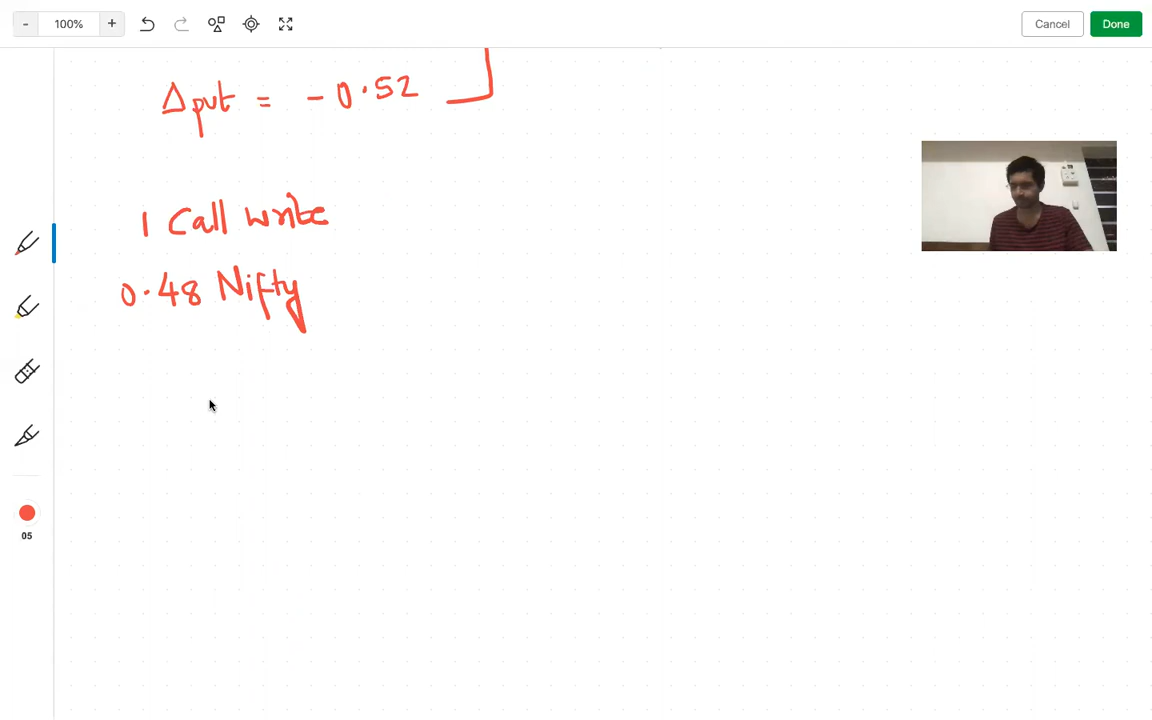 - 100% +
Cancel Done
Δput = - 0.52
1 Call write
0.48 Nifty
05